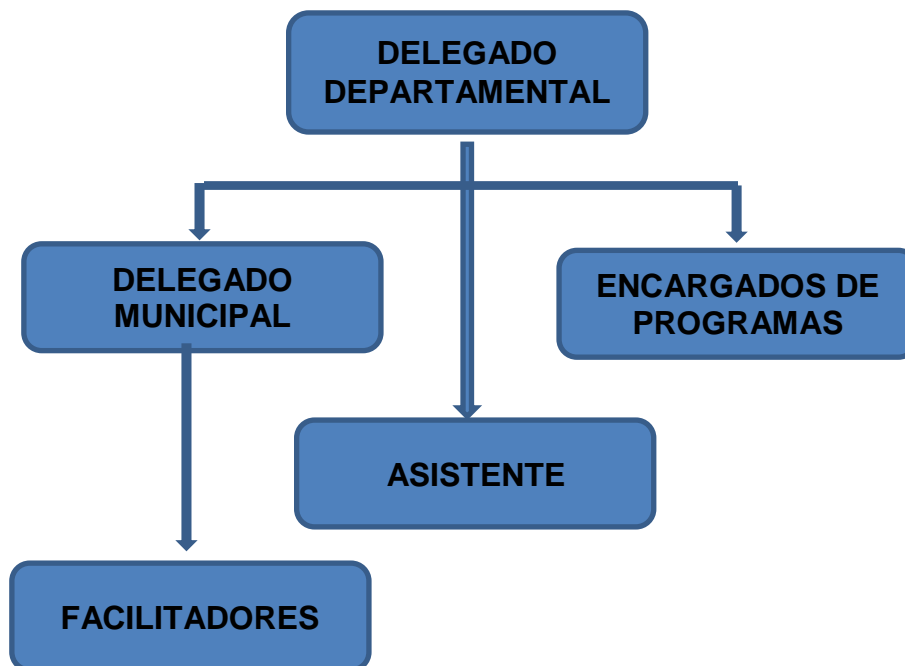 DELEGADO
DEPARTAMENTAL
DELEGADO
MUNICIPAL
ENCARGADOS DE
PROGRAMAS
ASISTENTE
FACILITADORES